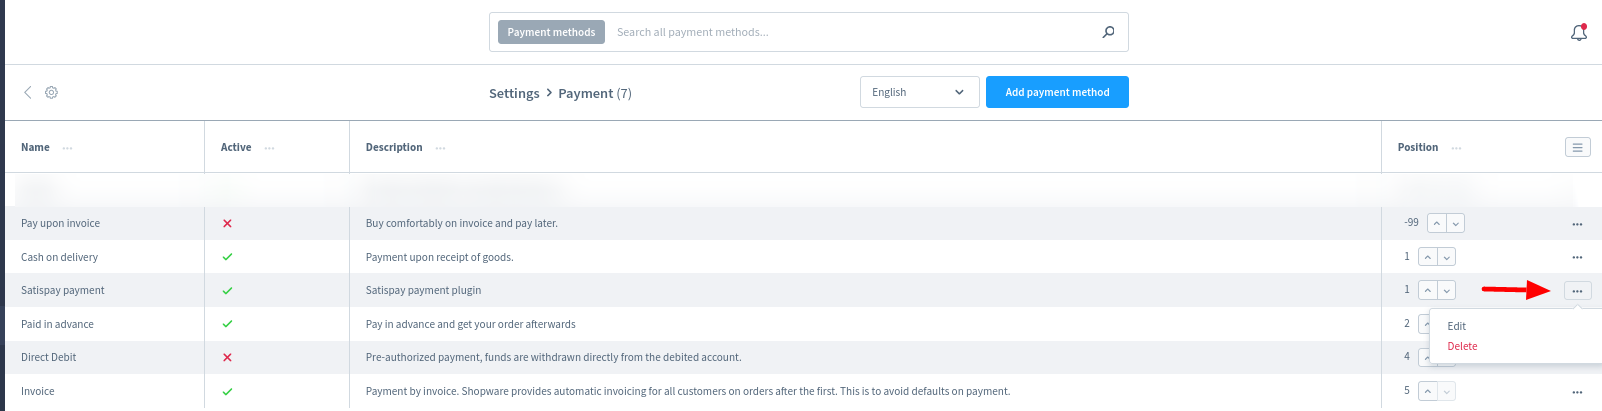 Payment methods Search all payment methods...
Settings > Payment (7) English Add payment method
Name ... Active ... Description ... Position ...
Pay upon invoice Buy comfortably on invoice and pay later. -99 ...
Cash on delivery Payment upon receipt of goods. 1 ...
Satispay payment Satispay payment plugin 1 ...
Paid in advance Pay in advance and get your order afterwards 2
Edit
Delete
Direct Debit Pre-authorized payment, funds are withdrawn directly from the debited account. 4
Invoice Payment by invoice. Shopware provides automatic invoicing for all customers on orders after the first. This is to avoid defaults on payment. 5 ...